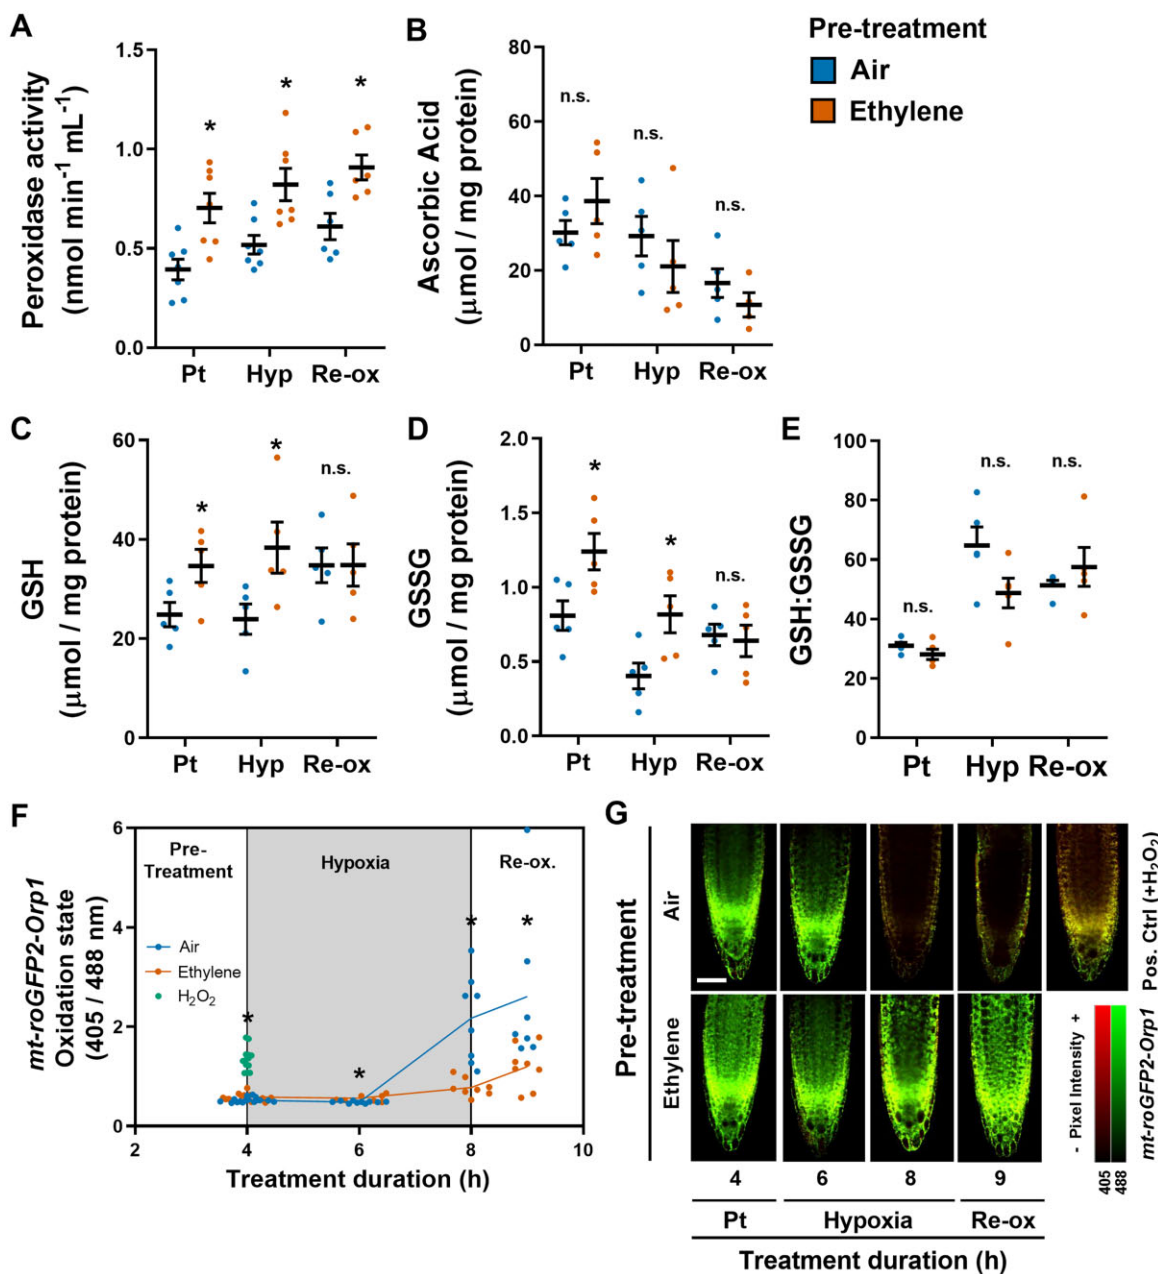 A
Peroxidase activity
(nmol min⁻¹ mL⁻¹)
1.5
1.0
0.5
0.0
*
*
*
Pt Hyp Re-ox
B
Ascorbic Acid
(μmol / mg protein)
80
60
40
20
0
n.s.
n.s.
n.s.
Pt Hyp Re-ox
Pre-treatment
Air
Ethylene
C
GSH
(μmol / mg protein)
60
40
20
0
*
*
n.s.
Pt Hyp Re-ox
D
GSSG
(μmol / mg protein)
2.0
1.5
1.0
0.5
0.0
*
*
n.s.
Pt Hyp Re-ox
E
GSH:GSSG
100
80
60
40
20
0
n.s.
n.s.
n.s.
Pt Hyp Re-ox
F
mt-roGFP2-Orp1
Oxidation state
(405 / 488 nm)
6
4
2
0
Pre-
Treatment
Hypoxia
Re-ox.
Air
Ethylene
H₂O₂
*
*
*
*
2 4 6 8 10
Treatment duration (h)
G
Pre-treatment
Air
Ethylene
Pos. Ctrl (+H₂O₂)
- Pixel Intensity +
405
488
mt-roGFP2-Orp1
4 6 8 9
Pt Hypoxia Re-ox
Treatment duration (h)